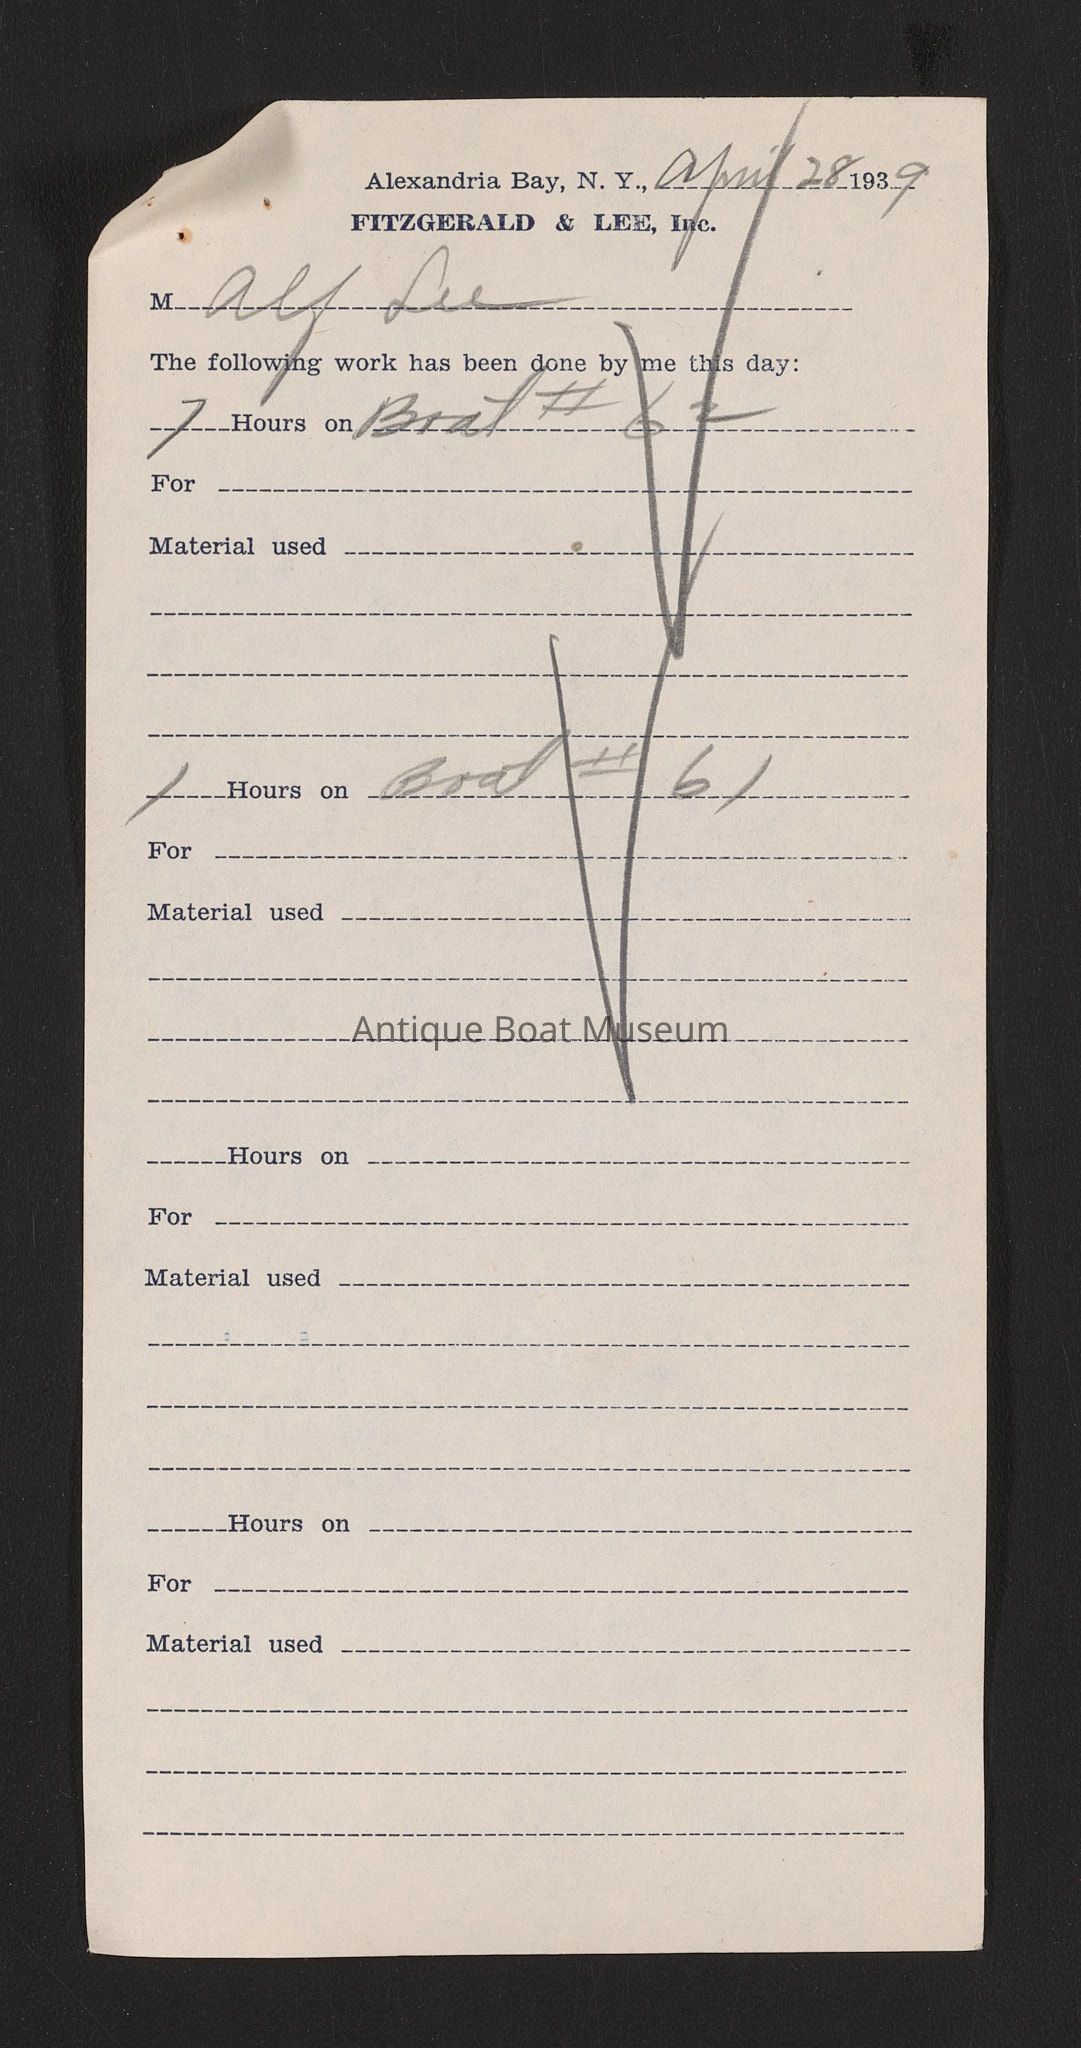 Alexandria Bay, N. Y., April 28 1939
FITZGERALD & LEE, Inc.
M Alf Lee
The following work has been done by me this day:
7 Hours on Boat # 62
For
Material used
1 Hours on Boat # 61
For
Material used
Antique Boat Museum
Hours on
For
Material used
Hours on
For
Material used